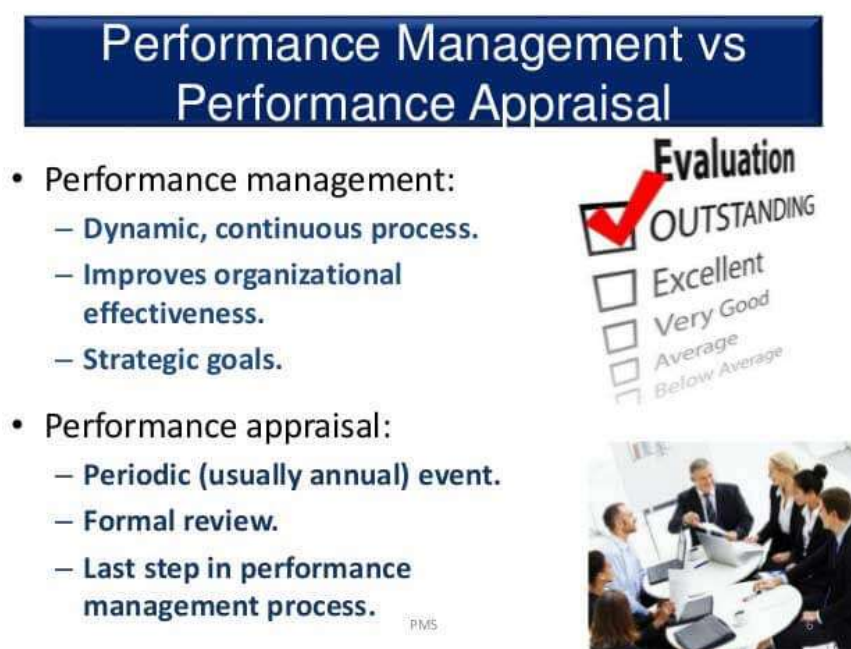 Performance Management vs
Performance Appraisal
• Performance management:
– Dynamic, continuous process.
– Improves organizational
effectiveness.
– Strategic goals.
• Performance appraisal:
– Periodic (usually annual) event.
– Formal review.
– Last step in performance
management process.
Evaluation
OUTSTANDING
Excellent
Very Good
Average
Below Average
PMS
6